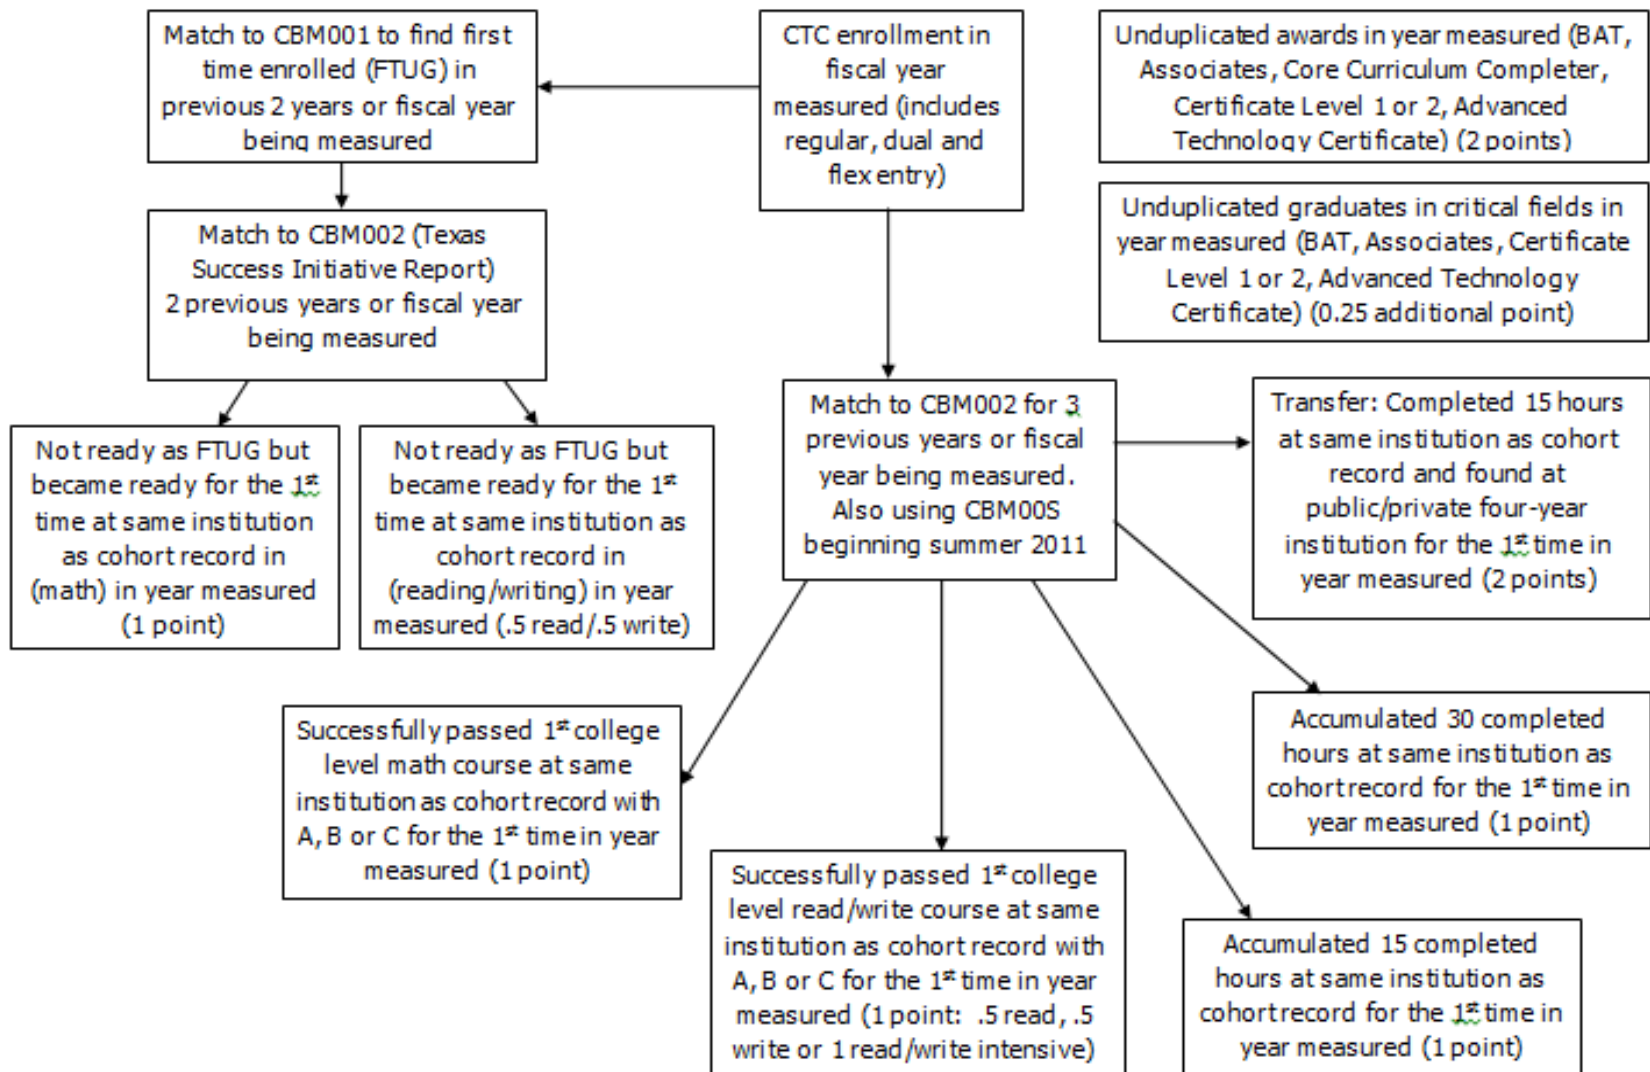 Match to CBM001 to find first
time enrolled (FTUG) in
previous 2 years or fiscal year
being measured
CTC enrollment in
fiscal year
measured (includes
regular, dual and
flex entry)
Unduplicated awards in year measured (BAT,
Associates, Core Curriculum Completer,
Certificate Level 1 or 2, Advanced
Technology Certificate) (2 points)
Unduplicated graduates in critical fields in
year measured (BAT, Associates, Certificate
Level 1 or 2, Advanced Technology
Certificate) (0.25 additional point)
Match to CBM002 (Texas
Success Initiative Report)
2 previous years or fiscal year
being measured
Not ready as FTUG but
became ready for the 1st
time at same institution
as cohort record in
(math) in year measured
(1 point)
Not ready as FTUG but
became ready for the 1st
time at same institution as
cohort record in
(reading/writing) in year
measured (.5 read/.5 write)
Match to CBM002 for 3
previous years or fiscal
year being measured.
Also using CBM00S
beginning summer 2011
Transfer: Completed 15 hours
at same institution as cohort
record and found at
public/private four-year
institution for the 1st time in
year measured (2 points)
Successfully passed 1st college
level math course at same
institution as cohort record with
A, B or C for the 1st time in year
measured (1 point)
Successfully passed 1st college
level read/write course at same
institution as cohort record with
A, B or C for the 1st time in year
measured (1 point: .5 read, .5
write or 1 read/write intensive)
Accumulated 30 completed
hours at same institution as
cohort record for the 1st time in
year measured (1 point)
Accumulated 15 completed
hours at same institution as
cohort record for the 1st time in
year measured (1 point)